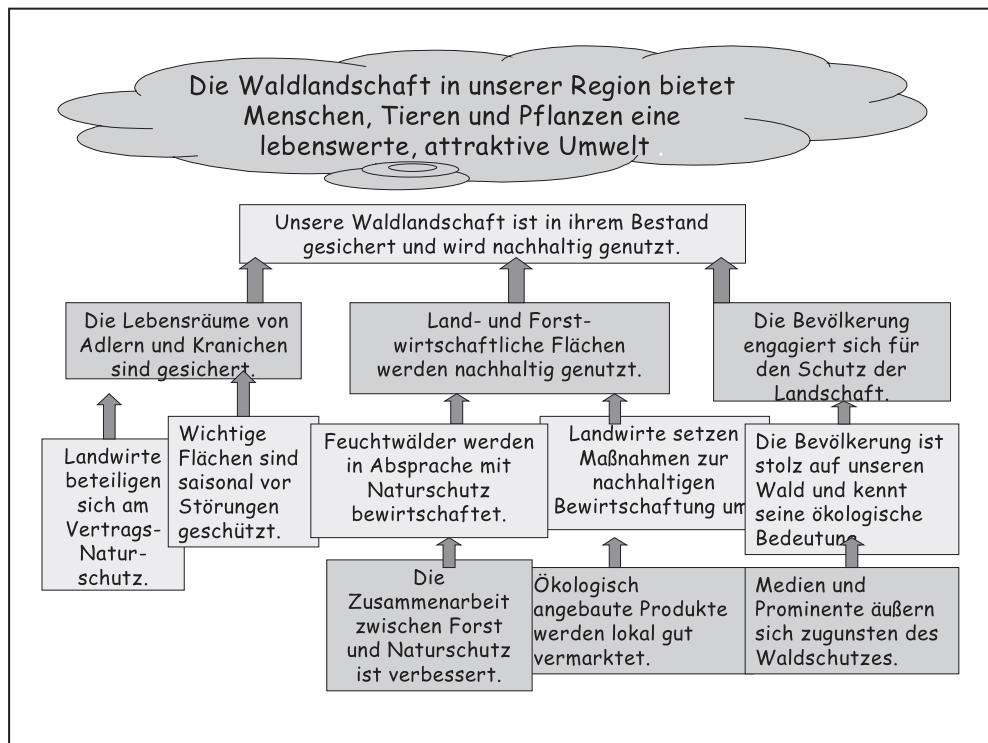 Die Waldlandschaft in unserer Region bietet
Menschen, Tieren und Pflanzen eine
lebenswerte, attraktive Umwelt .
Unsere Waldlandschaft ist in ihrem Bestand
gesichert und wird nachhaltig genutzt.
Die Lebensräume von
Adlern und Kranichen
sind gesichert.
Land- und Forst-
wirtschaftliche Flächen
werden nachhaltig genutzt.
Die Bevölkerung
engagiert sich für
den Schutz der
Landschaft.
Landwirte
beteiligen
sich am
Vertrags-
Natur-
schutz.
Wichtige
Flächen sind
saisonal vor
Störungen
geschützt.
Feuchtwälder werden
in Absprache mit
Naturschutz
bewirtschaftet.
Landwirte setzen
Maßnahmen zur
nachhaltigen
Bewirtschaftung um
Die Bevölkerung ist
stolz auf unseren
Wald und kennt
seine ökologische
Bedeutung
Die
Zusammenarbeit
zwischen Forst
und Naturschutz
ist verbessert.
Ökologisch
angebaute Produkte
werden lokal gut
vermarktet.
Medien und
Prominente äußern
sich zugunsten des
Waldschutzes.